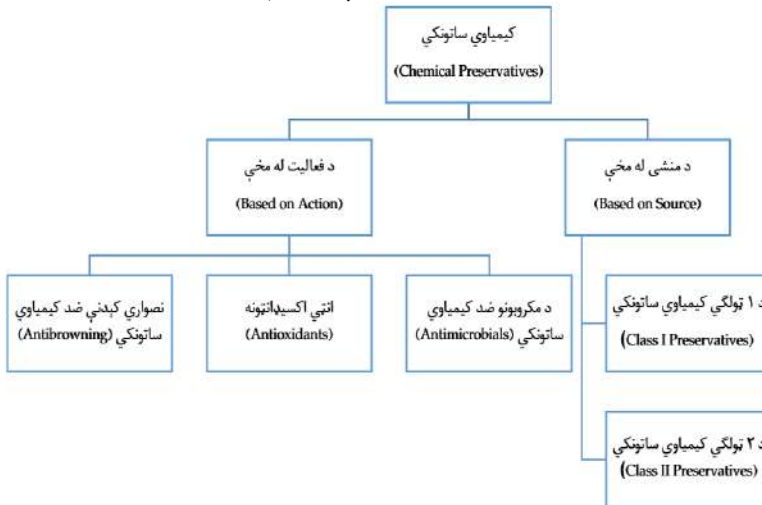 کیمیاوي ساتونکي
(Chemical Preservatives)
د منشی له مخې
(Based on Source)
د فعالیت له مخې
(Based on Action)
د ۱ ټولګي کیمیاوي ساتونکي
(Class I Preservatives)
د ۲ ټولګي کیمیاوي ساتونکي
(Class II Preservatives)
د مکروبونو ضد کیمیاوي
ساتونکي (Antimicrobials)
انټي اکسیډانټونه
(Antioxidants)
نصواري کېدنې ضد کیمیاوي
ساتونکي (Antibrowning)